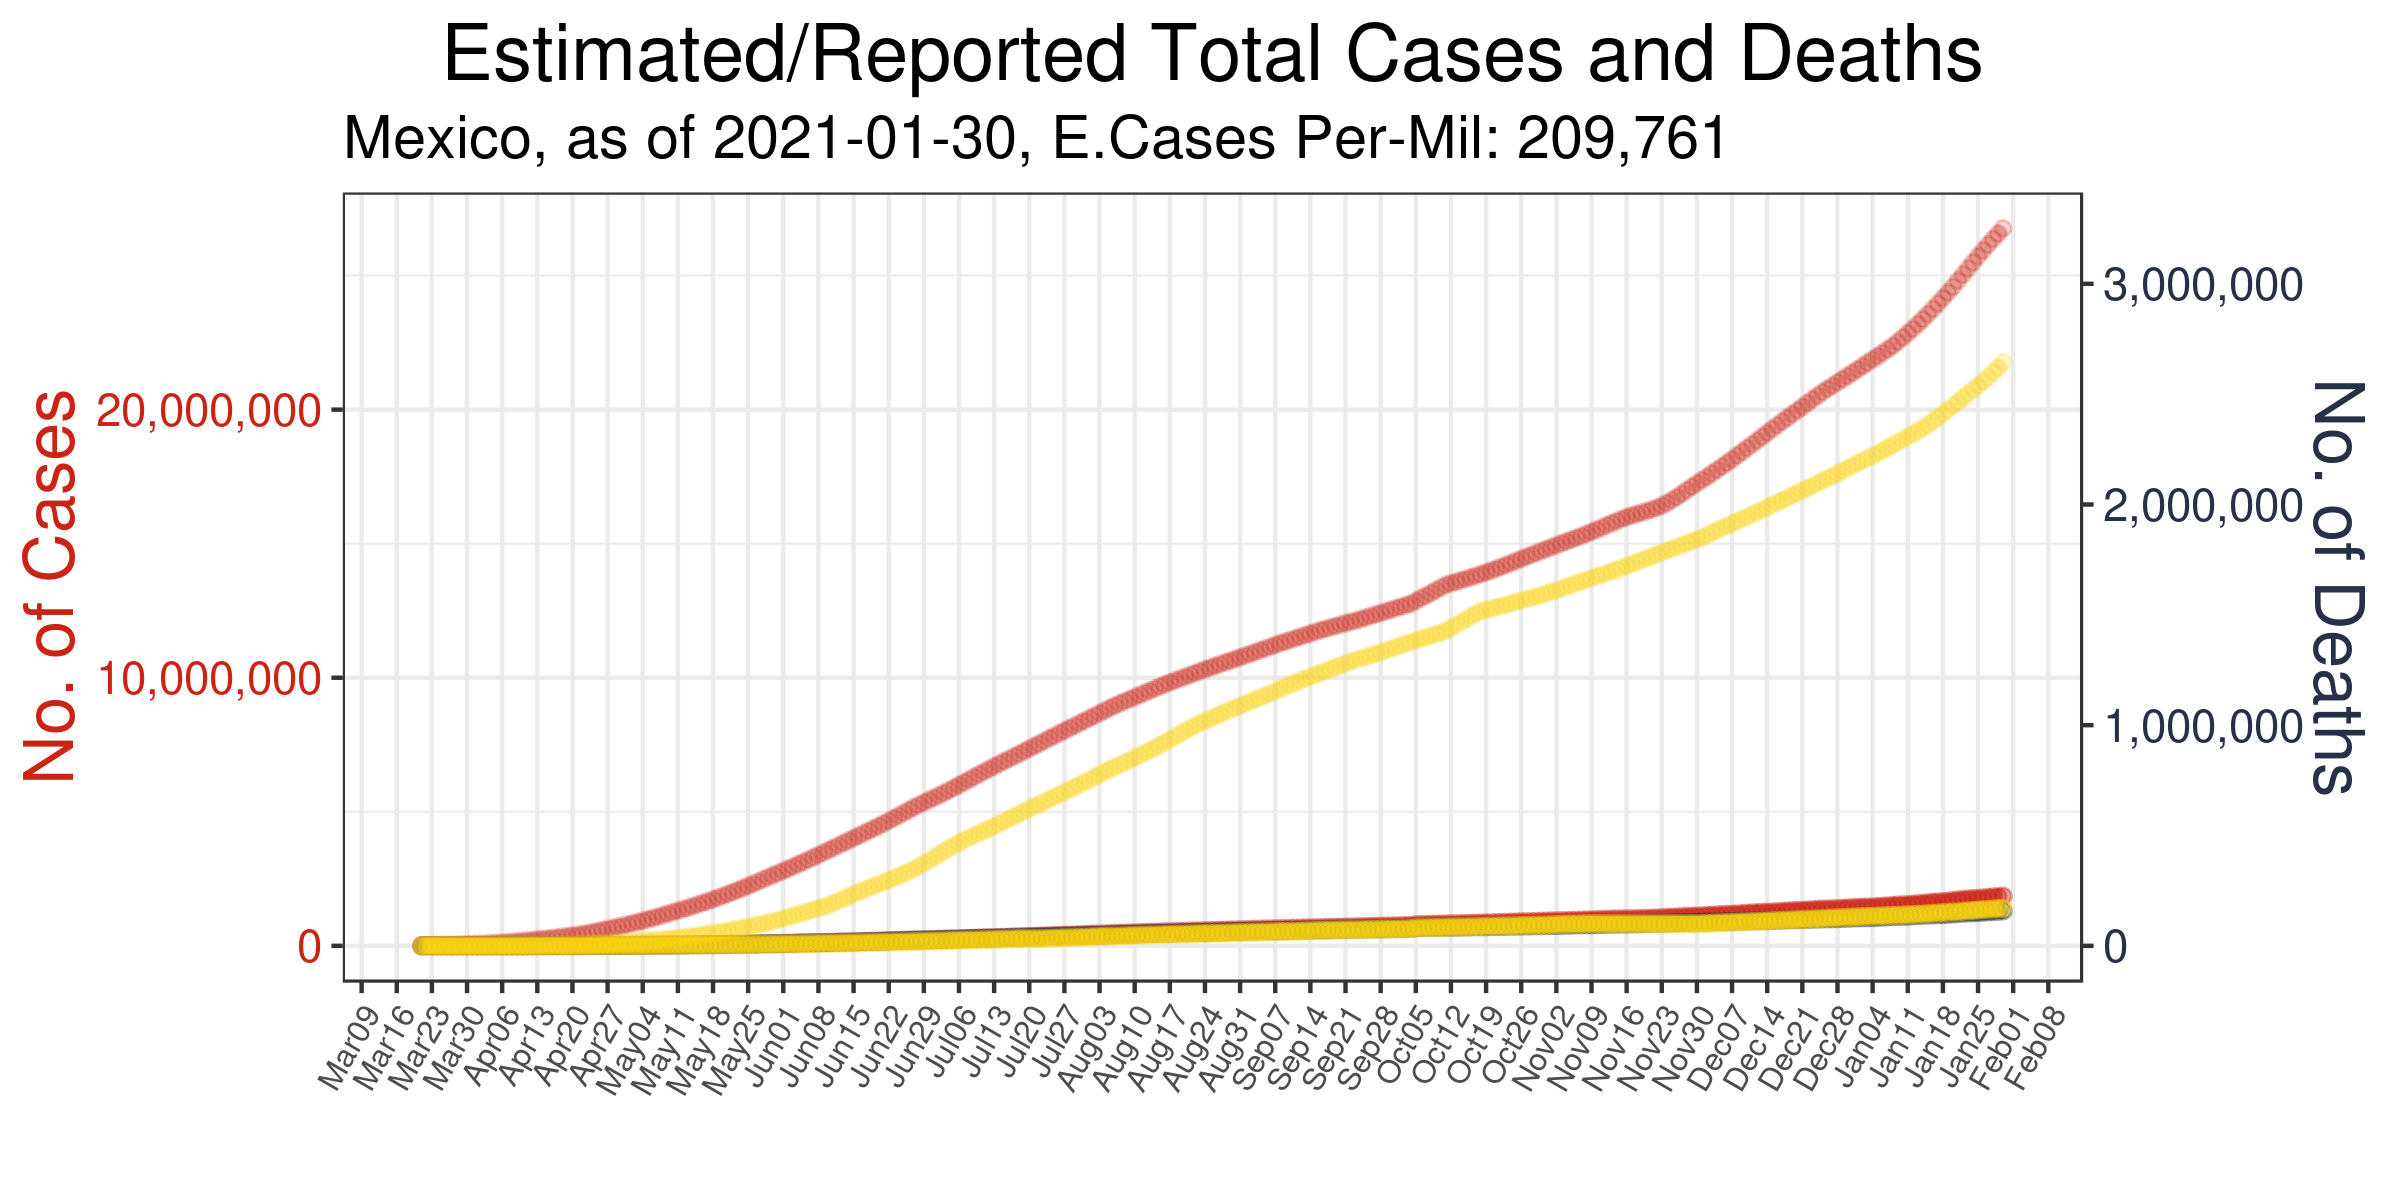 Estimated/Reported Total Cases and Deaths
Mexico, as of 2021-01-30, E.Cases Per-Mil: 209,761
No. of Cases
20,000,000
10,000,000
0
3,000,000
2,000,000
1,000,000
0
No. of Deaths
Mar09
Mar16
Mar23
Mar30
Apr06
Apr13
Apr20
Apr27
May04
May11
May18
May25
Jun01
Jun08
Jun15
Jun22
Jun29
Jul06
Jul13
Jul20
Jul27
Aug03
Aug10
Aug17
Aug24
Aug31
Sep07
Sep14
Sep21
Sep28
Oct05
Oct12
Oct19
Oct26
Nov02
Nov09
Nov16
Nov23
Nov30
Dec07
Dec14
Dec21
Dec28
Jan04
Jan11
Jan18
Jan25
Feb01
Feb08